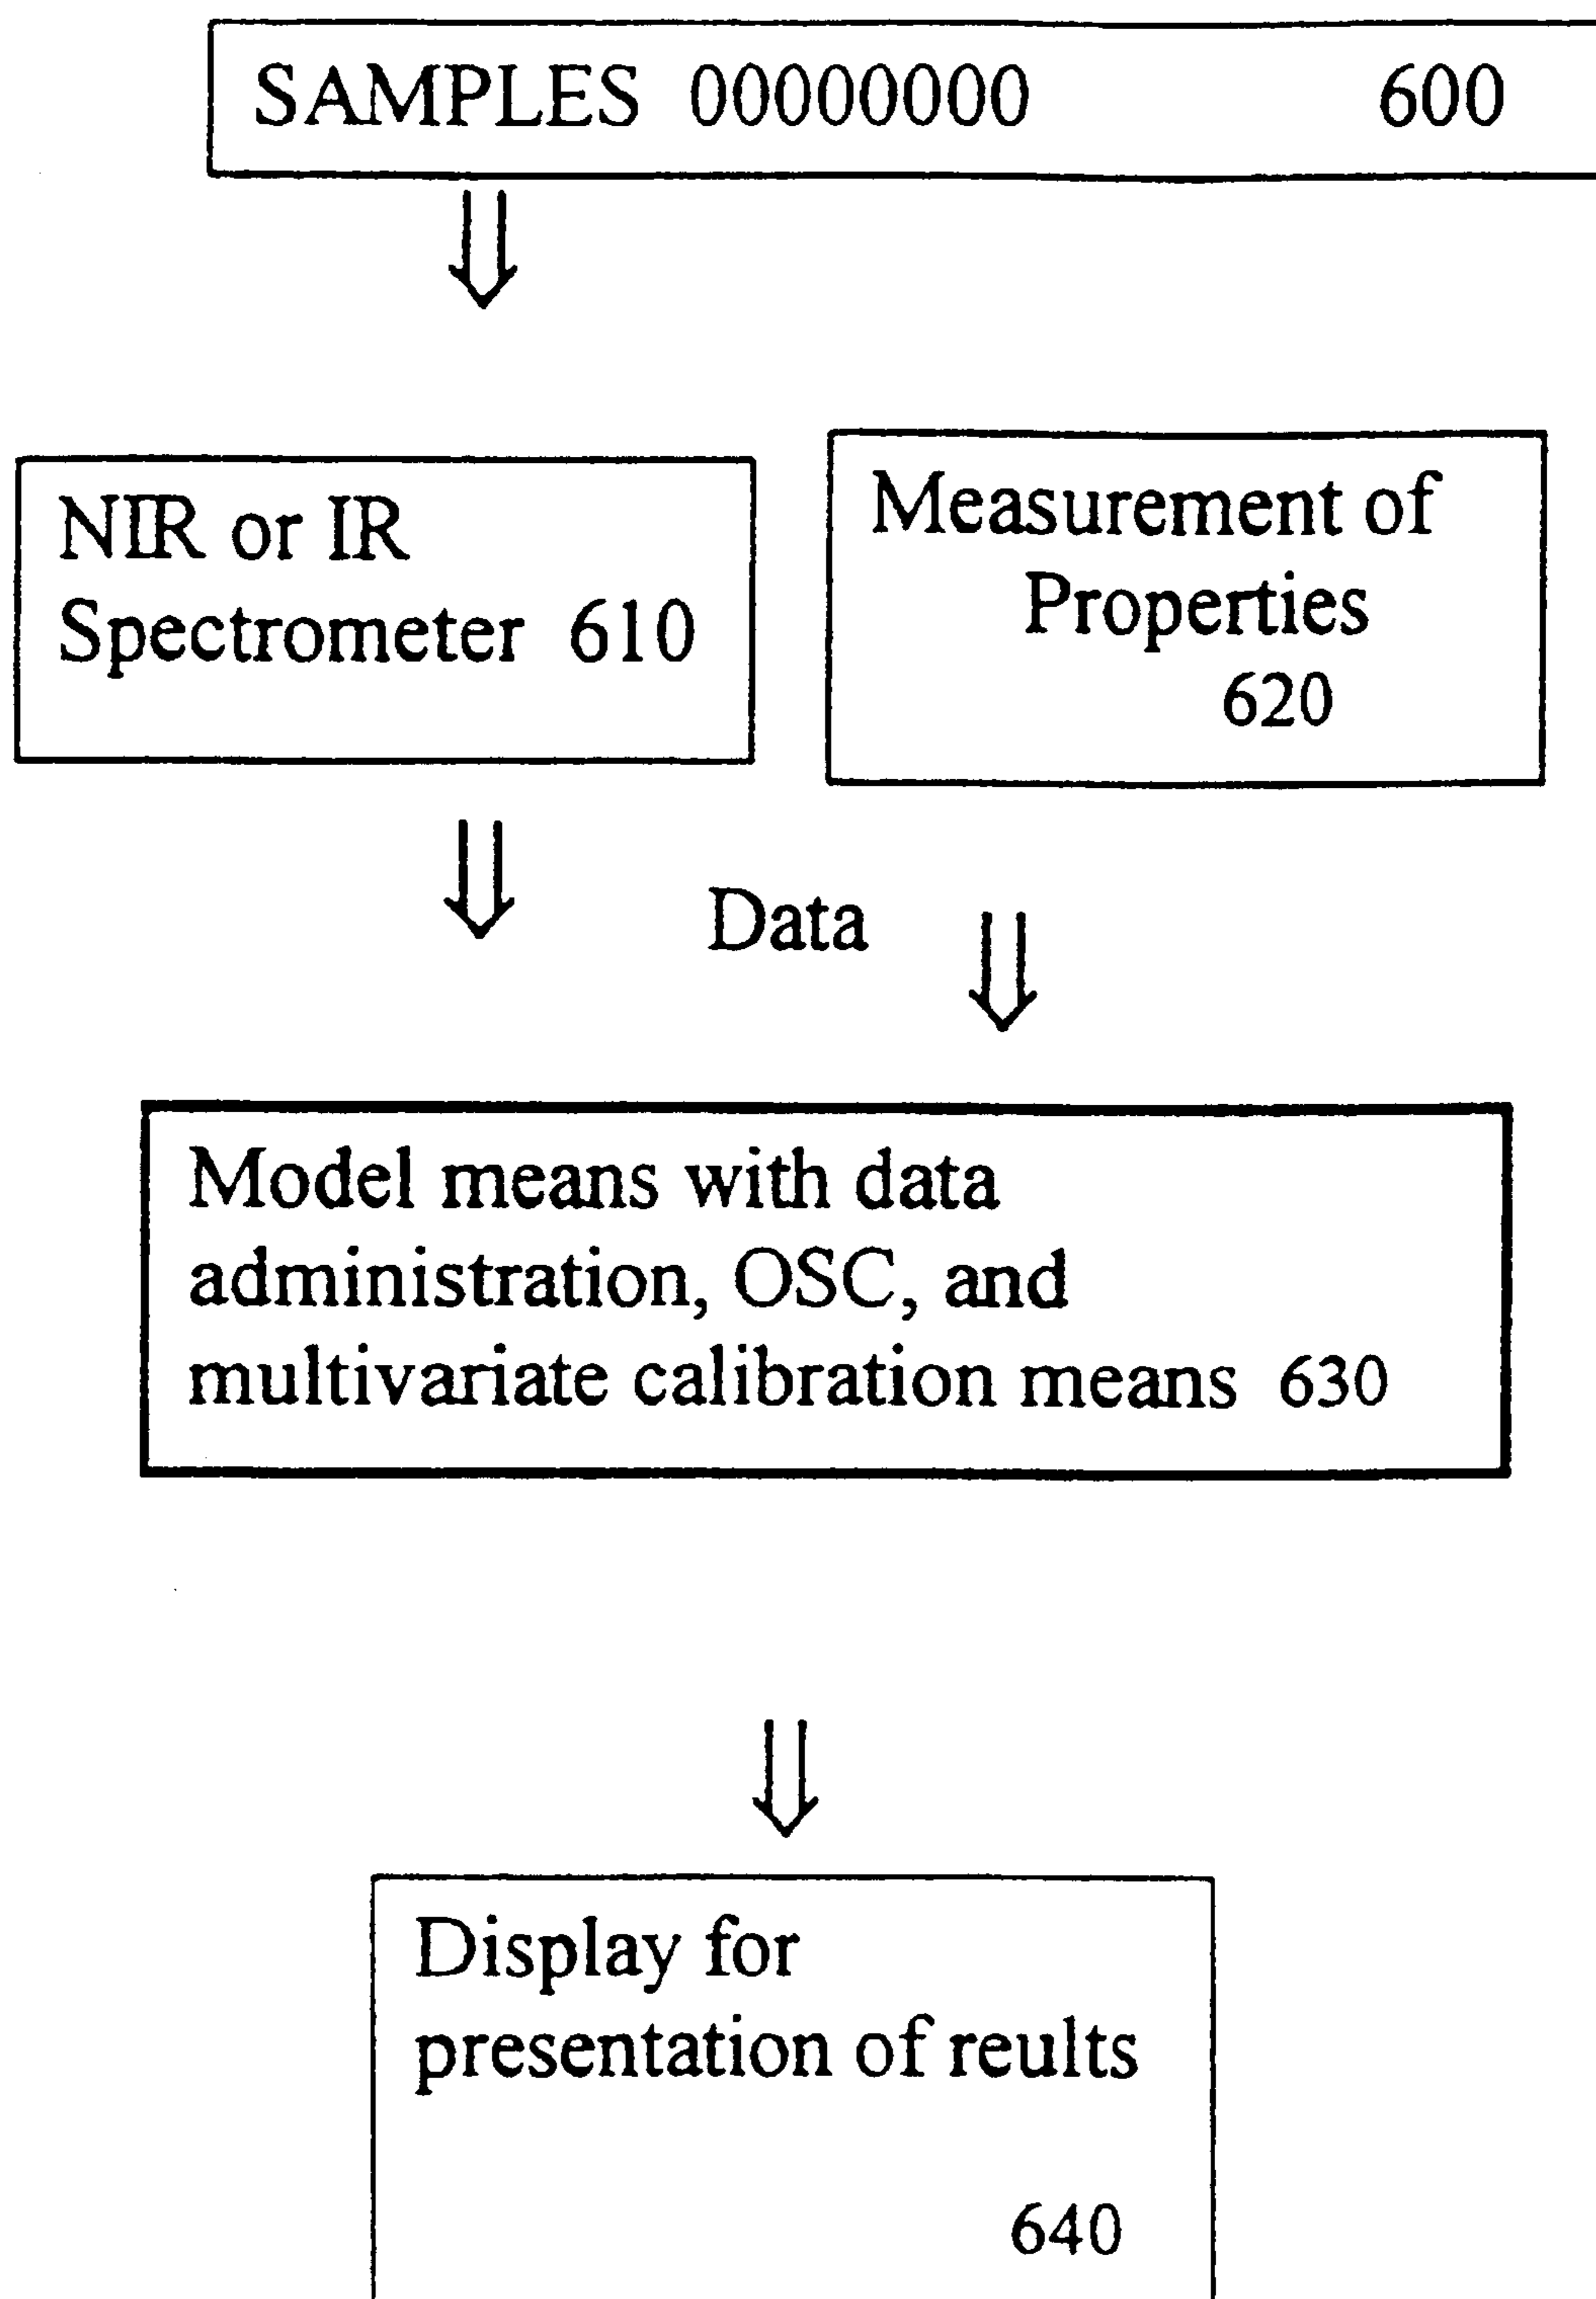 SAMPLES 00000000 600
NIR or IR
Spectrometer 610
Measurement of
Properties
620
Data
Model means with data
administration, OSC, and
multivariate calibration means 630
Display for
presentation of reults
640